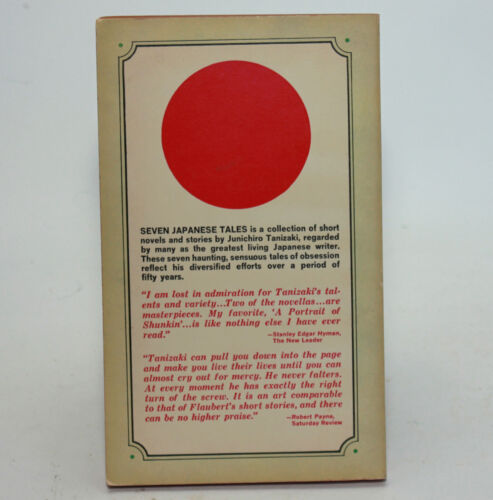 SEVEN JAPANESE TALES is a collection of short
novels and stories by Junichiro Tanizaki, regarded
by many as the greatest living Japanese writer.
These seven haunting, sensuous tales of obsession
reflect his diversified efforts over a period of
fifty years.
"I am lost in admiration for Tanizaki's tal-
ents and variety...Two of the novellas...are
masterpieces. My favorite, 'A Portrait of
Shunkin'...is like nothing else I have ever
read."
—Stanley Edgar Hyman,
The New Leader
"Tanizaki can pull you down into the page
and make you live their lives until you can
almost cry out for mercy. He never falters.
At every moment he has exactly the right
turn of the screw. It is an art comparable
to that of Flaubert's short stories, and there
can be no higher praise."
—Robert Payne,
Saturday Review